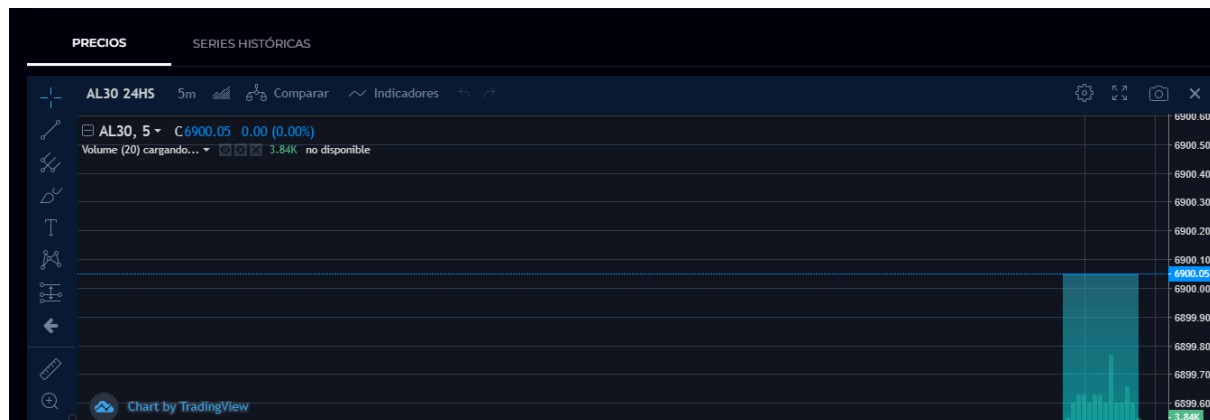 PRECIOS SERIES HISTÓRICAS
AL30 24HS 5m Comparar Indicadores
AL30, 5 C6900.05 0.00 (0.00%)
Volume (20) cargando... 3.84K no disponible
6900.60
6900.50
6900.40
6900.30
6900.20
6900.10
6900.05
6900.00
6899.90
6899.80
6899.70
6899.60
3.84K
Chart by TradingView